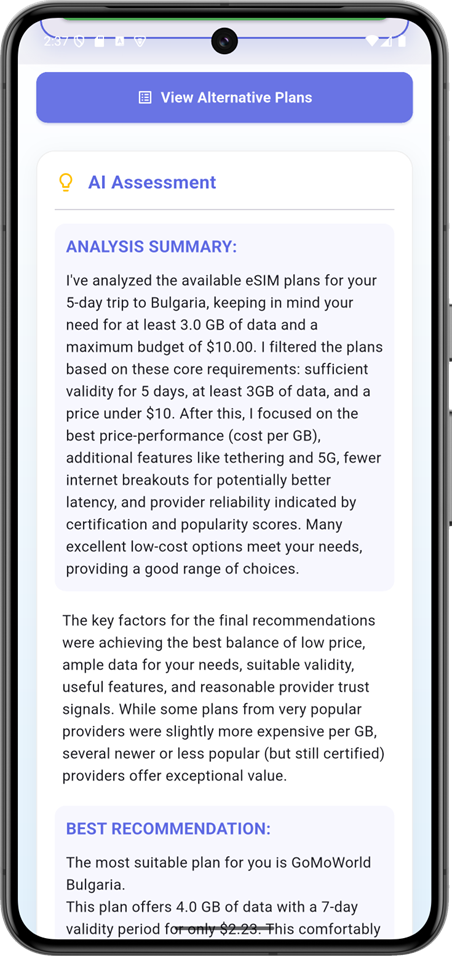 2:37
View Alternative Plans
AI Assessment
ANALYSIS SUMMARY:
I've analyzed the available eSIM plans for your
5-day trip to Bulgaria, keeping in mind your
need for at least 3.0 GB of data and a
maximum budget of $10.00. I filtered the plans
based on these core requirements: sufficient
validity for 5 days, at least 3GB of data, and a
price under $10. After this, I focused on the
best price-performance (cost per GB),
additional features like tethering and 5G, fewer
internet breakouts for potentially better
latency, and provider reliability indicated by
certification and popularity scores. Many
excellent low-cost options meet your needs,
providing a good range of choices.
The key factors for the final recommendations
were achieving the best balance of low price,
ample data for your needs, suitable validity,
useful features, and reasonable provider trust
signals. While some plans from very popular
providers were slightly more expensive per GB,
several newer or less popular (but still certified)
providers offer exceptional value.
BEST RECOMMENDATION:
The most suitable plan for you is GoMoWorld
Bulgaria.
This plan offers 4.0 GB of data with a 7-day
validity period for only $2.23. This comfortably